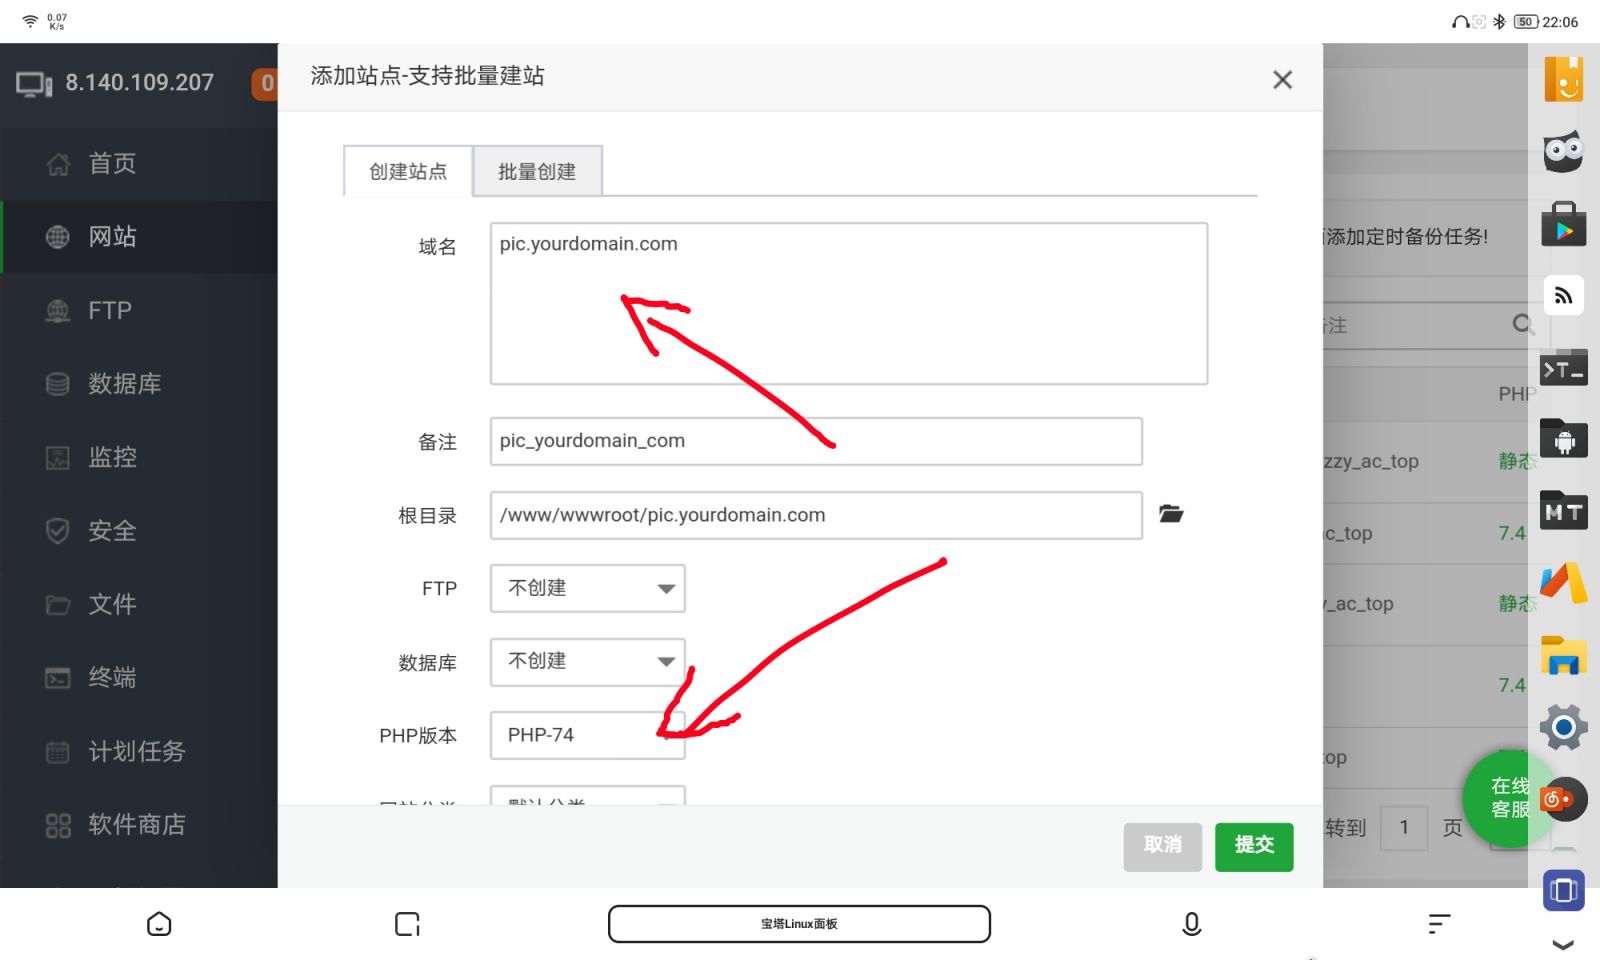 0.07
K/s
50
22:06
8.140.109.207
0
首页
网站
FTP
数据库
监控
安全
文件
终端
计划任务
软件商店
添加站点-支持批量建站
创建站点
批量创建
域名
pic.yourdomain.com
备注
pic_yourdomain_com
根目录
/www/wwwroot/pic.yourdomain.com
FTP
不创建
数据库
不创建
PHP版本
PHP-74
默认分类
取消
提交
添加定时备份任务!
注
PHP
zzy_ac_top
静态
c_top
7.4
_ac_top
静态
7.4
top
转到
1
页
在线
客服
>T_
MT
宝塔Linux面板